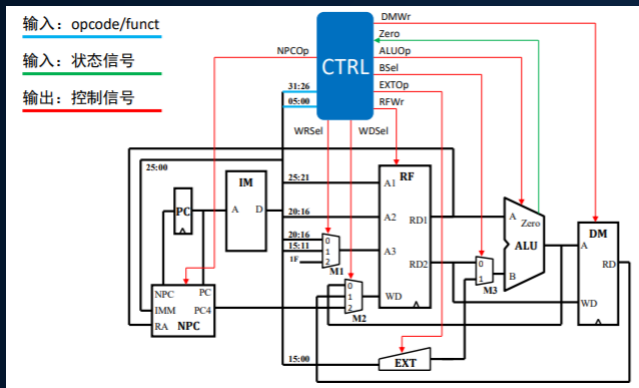 输入：opcode/funct
输入：状态信号
输出：控制信号
NPCOp
CTRL
DMWr
Zero
ALUOp
BSel
EXTOp
RFWr
31:26
05:00
WRSel
WDSel
25:00
PC
IM
A
D
25:21
20:16
20:16
15:11
1F
0
1
2
M1
RF
A1
A2
A3
WD
RD1
RD2
0
1
2
M2
0
1
M3
A
Zero
ALU
B
DM
A
RD
WD
NPC
PC
IMM
PC4
RA
NPC
15:00
EXT